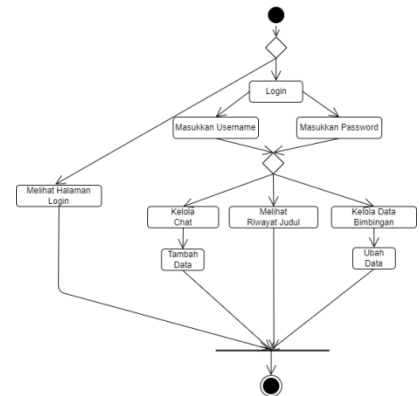 Login
Masukkan Username
Masukkan Password
Melihat Halaman
Login
Kelola
Chat
Melihat
Riwayat Judul
Kelola Data
Bimbingan
Tambah
Data
Ubah
Data